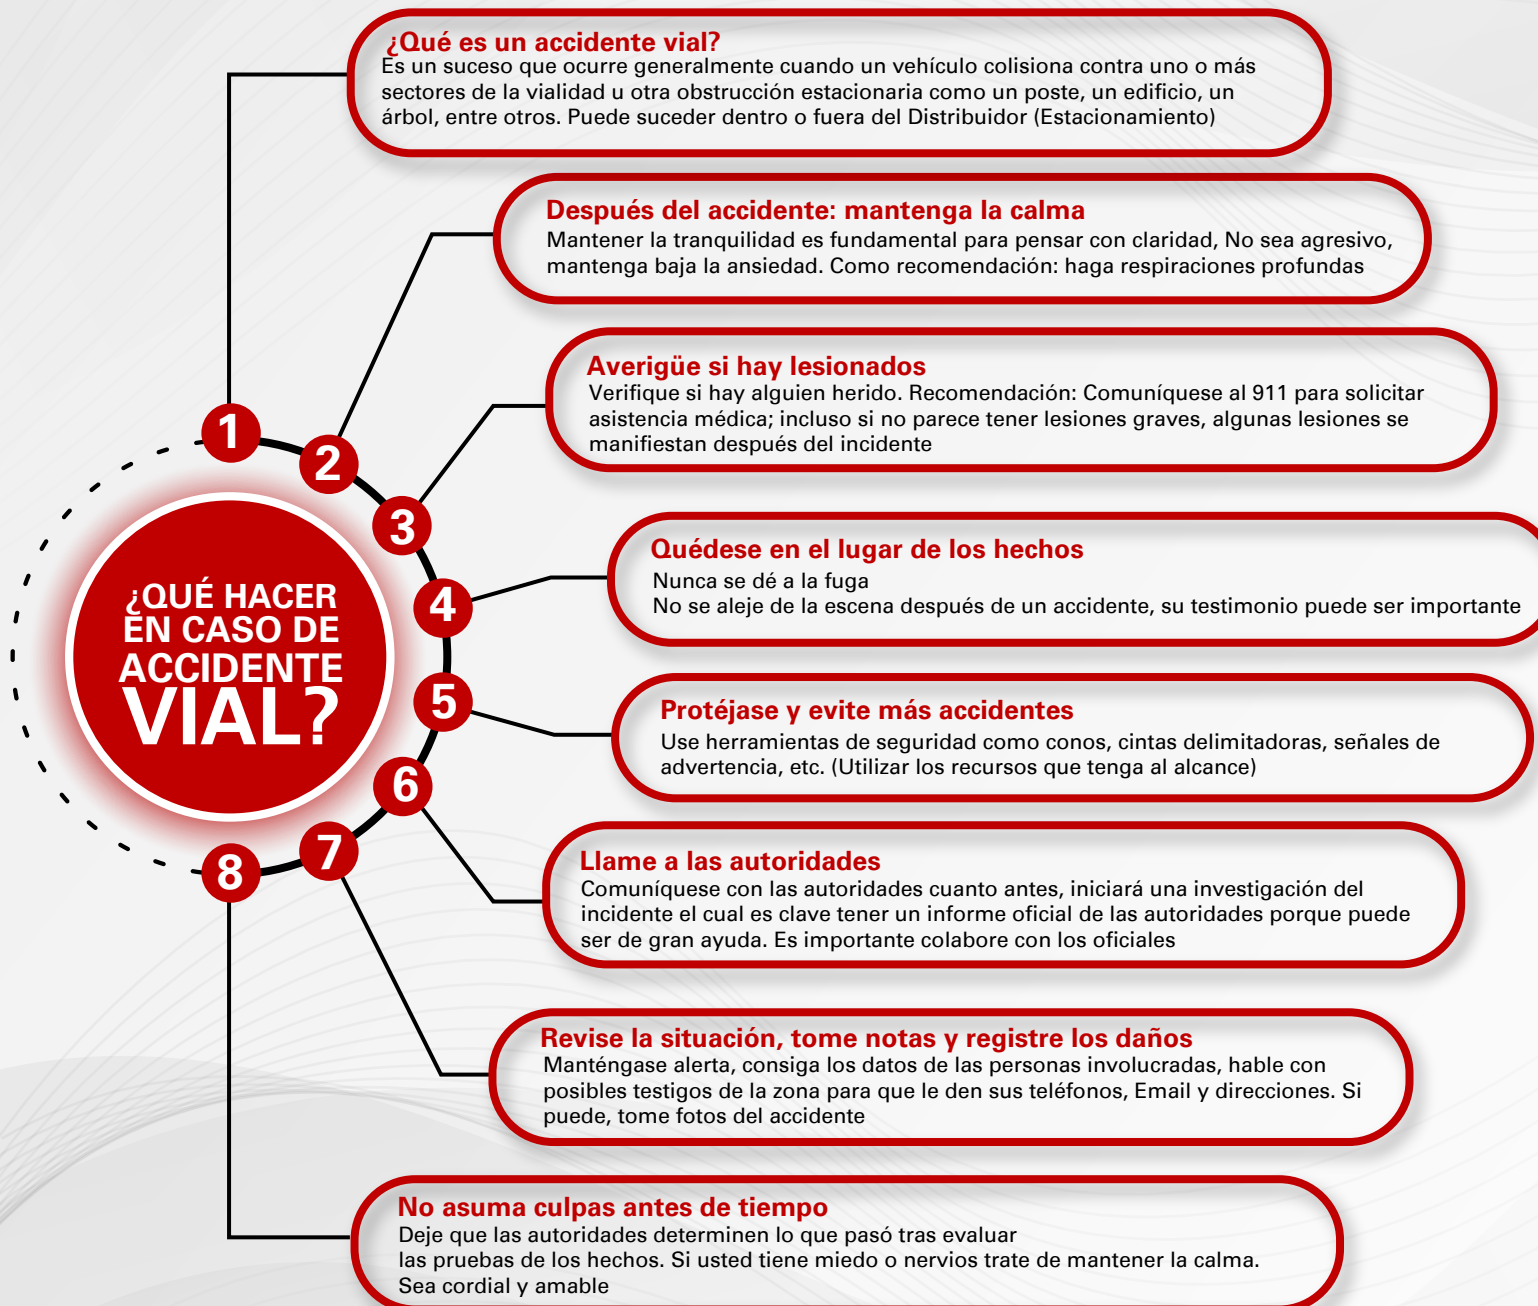 ¿Qué es un accidente vial?
Es un suceso que ocurre generalmente cuando un vehículo colisiona contra uno o más
sectores de la vialidad u otra obstrucción estacionaria como un poste, un edificio, un
árbol, entre otros. Puede suceder dentro o fuera del Distribuidor (Estacionamiento)
Después del accidente: mantenga la calma
Mantener la tranquilidad es fundamental para pensar con claridad, No sea agresivo,
mantenga baja la ansiedad. Como recomendación: haga respiraciones profundas
Averigüe si hay lesionados
Verifique si hay alguien herido. Recomendación: Comuníquese al 911 para solicitar
asistencia médica; incluso si no parece tener lesiones graves, algunas lesiones se
manifiestan después del incidente
Quédese en el lugar de los hechos
Nunca se dé a la fuga
No se aleje de la escena después de un accidente, su testimonio puede ser importante
Protéjase y evite más accidentes
Use herramientas de seguridad como conos, cintas delimitadoras, señales de
advertencia, etc. (Utilizar los recursos que tenga al alcance)
Llame a las autoridades
Comuníquese con las autoridades cuanto antes, iniciará una investigación del
incidente el cual es clave tener un informe oficial de las autoridades porque puede
ser de gran ayuda. Es importante colabore con los oficiales
Revise la situación, tome notas y registre los daños
Manténgase alerta, consiga los datos de las personas involucradas, hable con
posibles testigos de la zona para que le den sus teléfonos, Email y direcciones. Si
puede, tome fotos del accidente
No asuma culpas antes de tiempo
Deje que las autoridades determinen lo que pasó tras evaluar
las pruebas de los hechos. Si usted tiene miedo o nervios trate de mantener la calma.
Sea cordial y amable
1
2
3
4
5
6
7
8
¿QUÉ HACER
EN CASO DE
ACCIDENTE
VIAL?